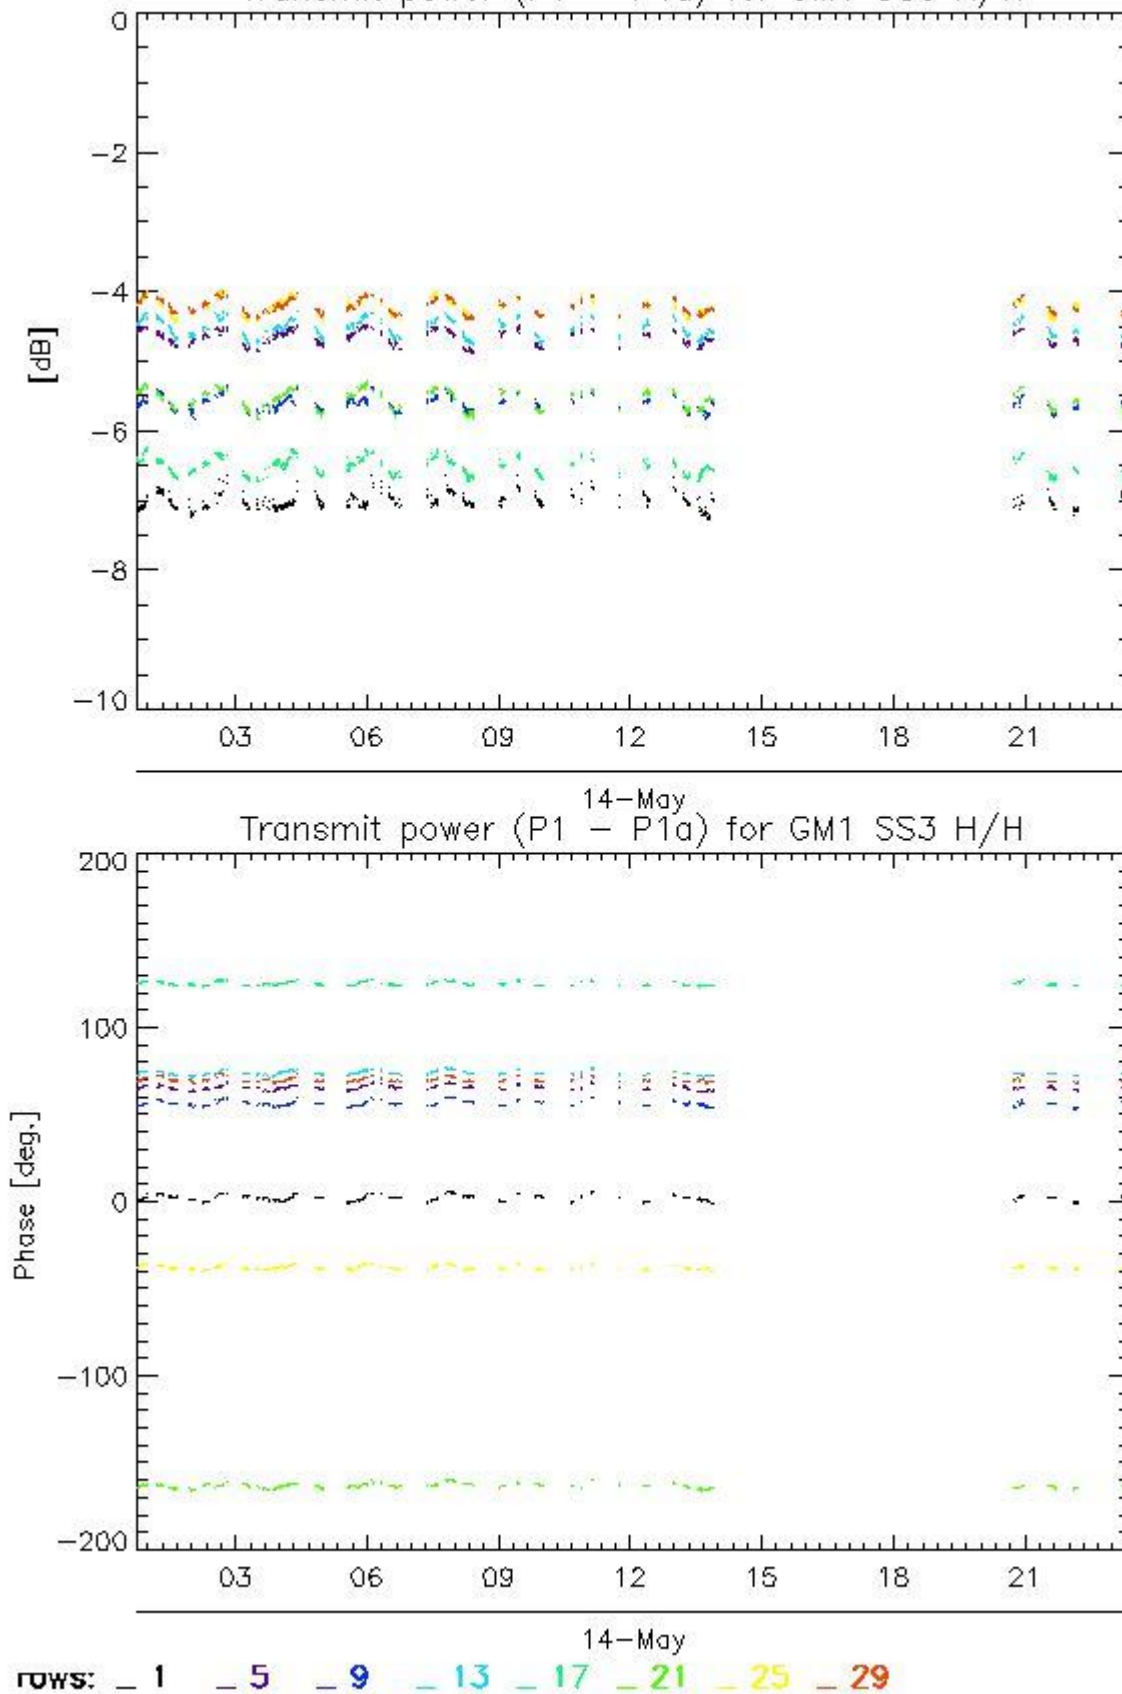 0
−2
−4
[dB]
−6
−8
−10
03 06 09 12 15 18 21
14−May
Transmit power (P1 − P1a) for GM1 SS3 H/H
200
100
Phase [deg.]
0
−100
−200
03 06 09 12 15 18 21
14−May
rows: _ 1 _ 5 _ 9 _ 13 _ 17 _ 21 _ 25 _ 29